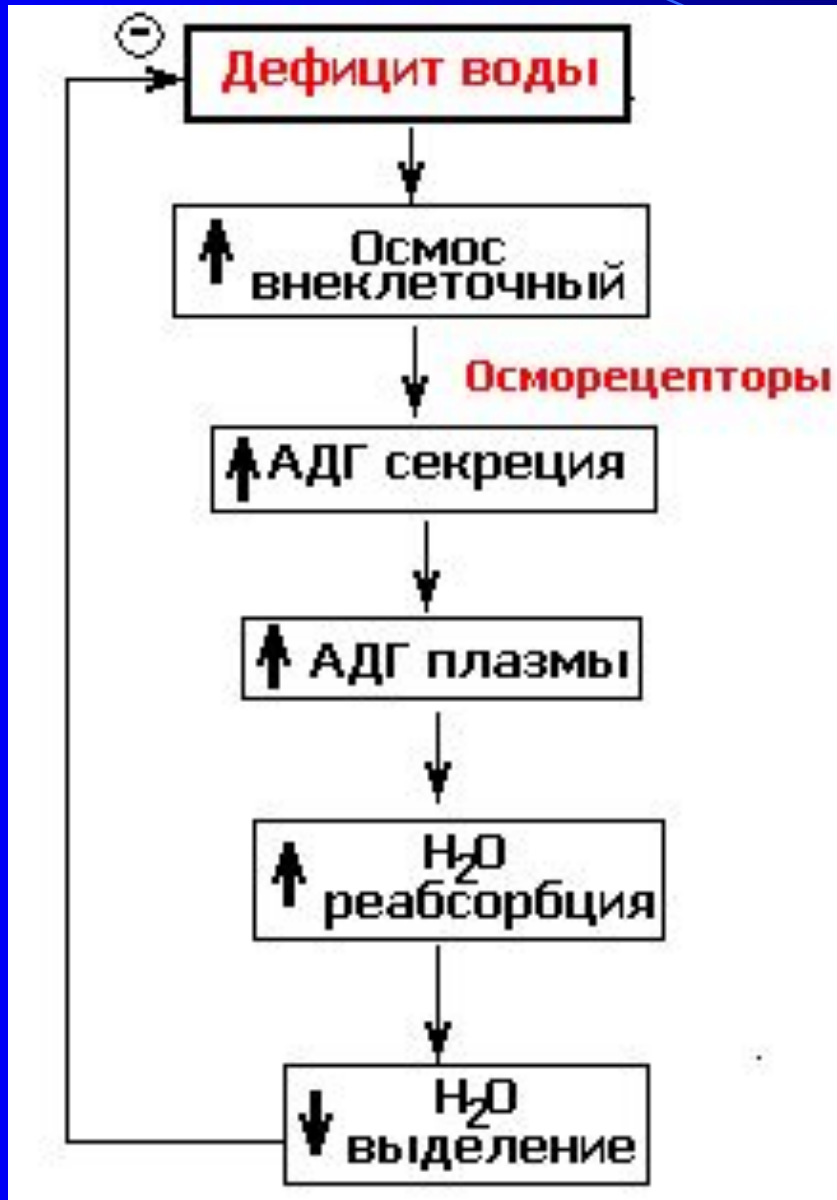 Дефицит воды
Осмос
внеклеточный
Осморецепторы
АДГ секреция
АДГ плазмы
H₂O
реабсорбция
H₂O
выделение